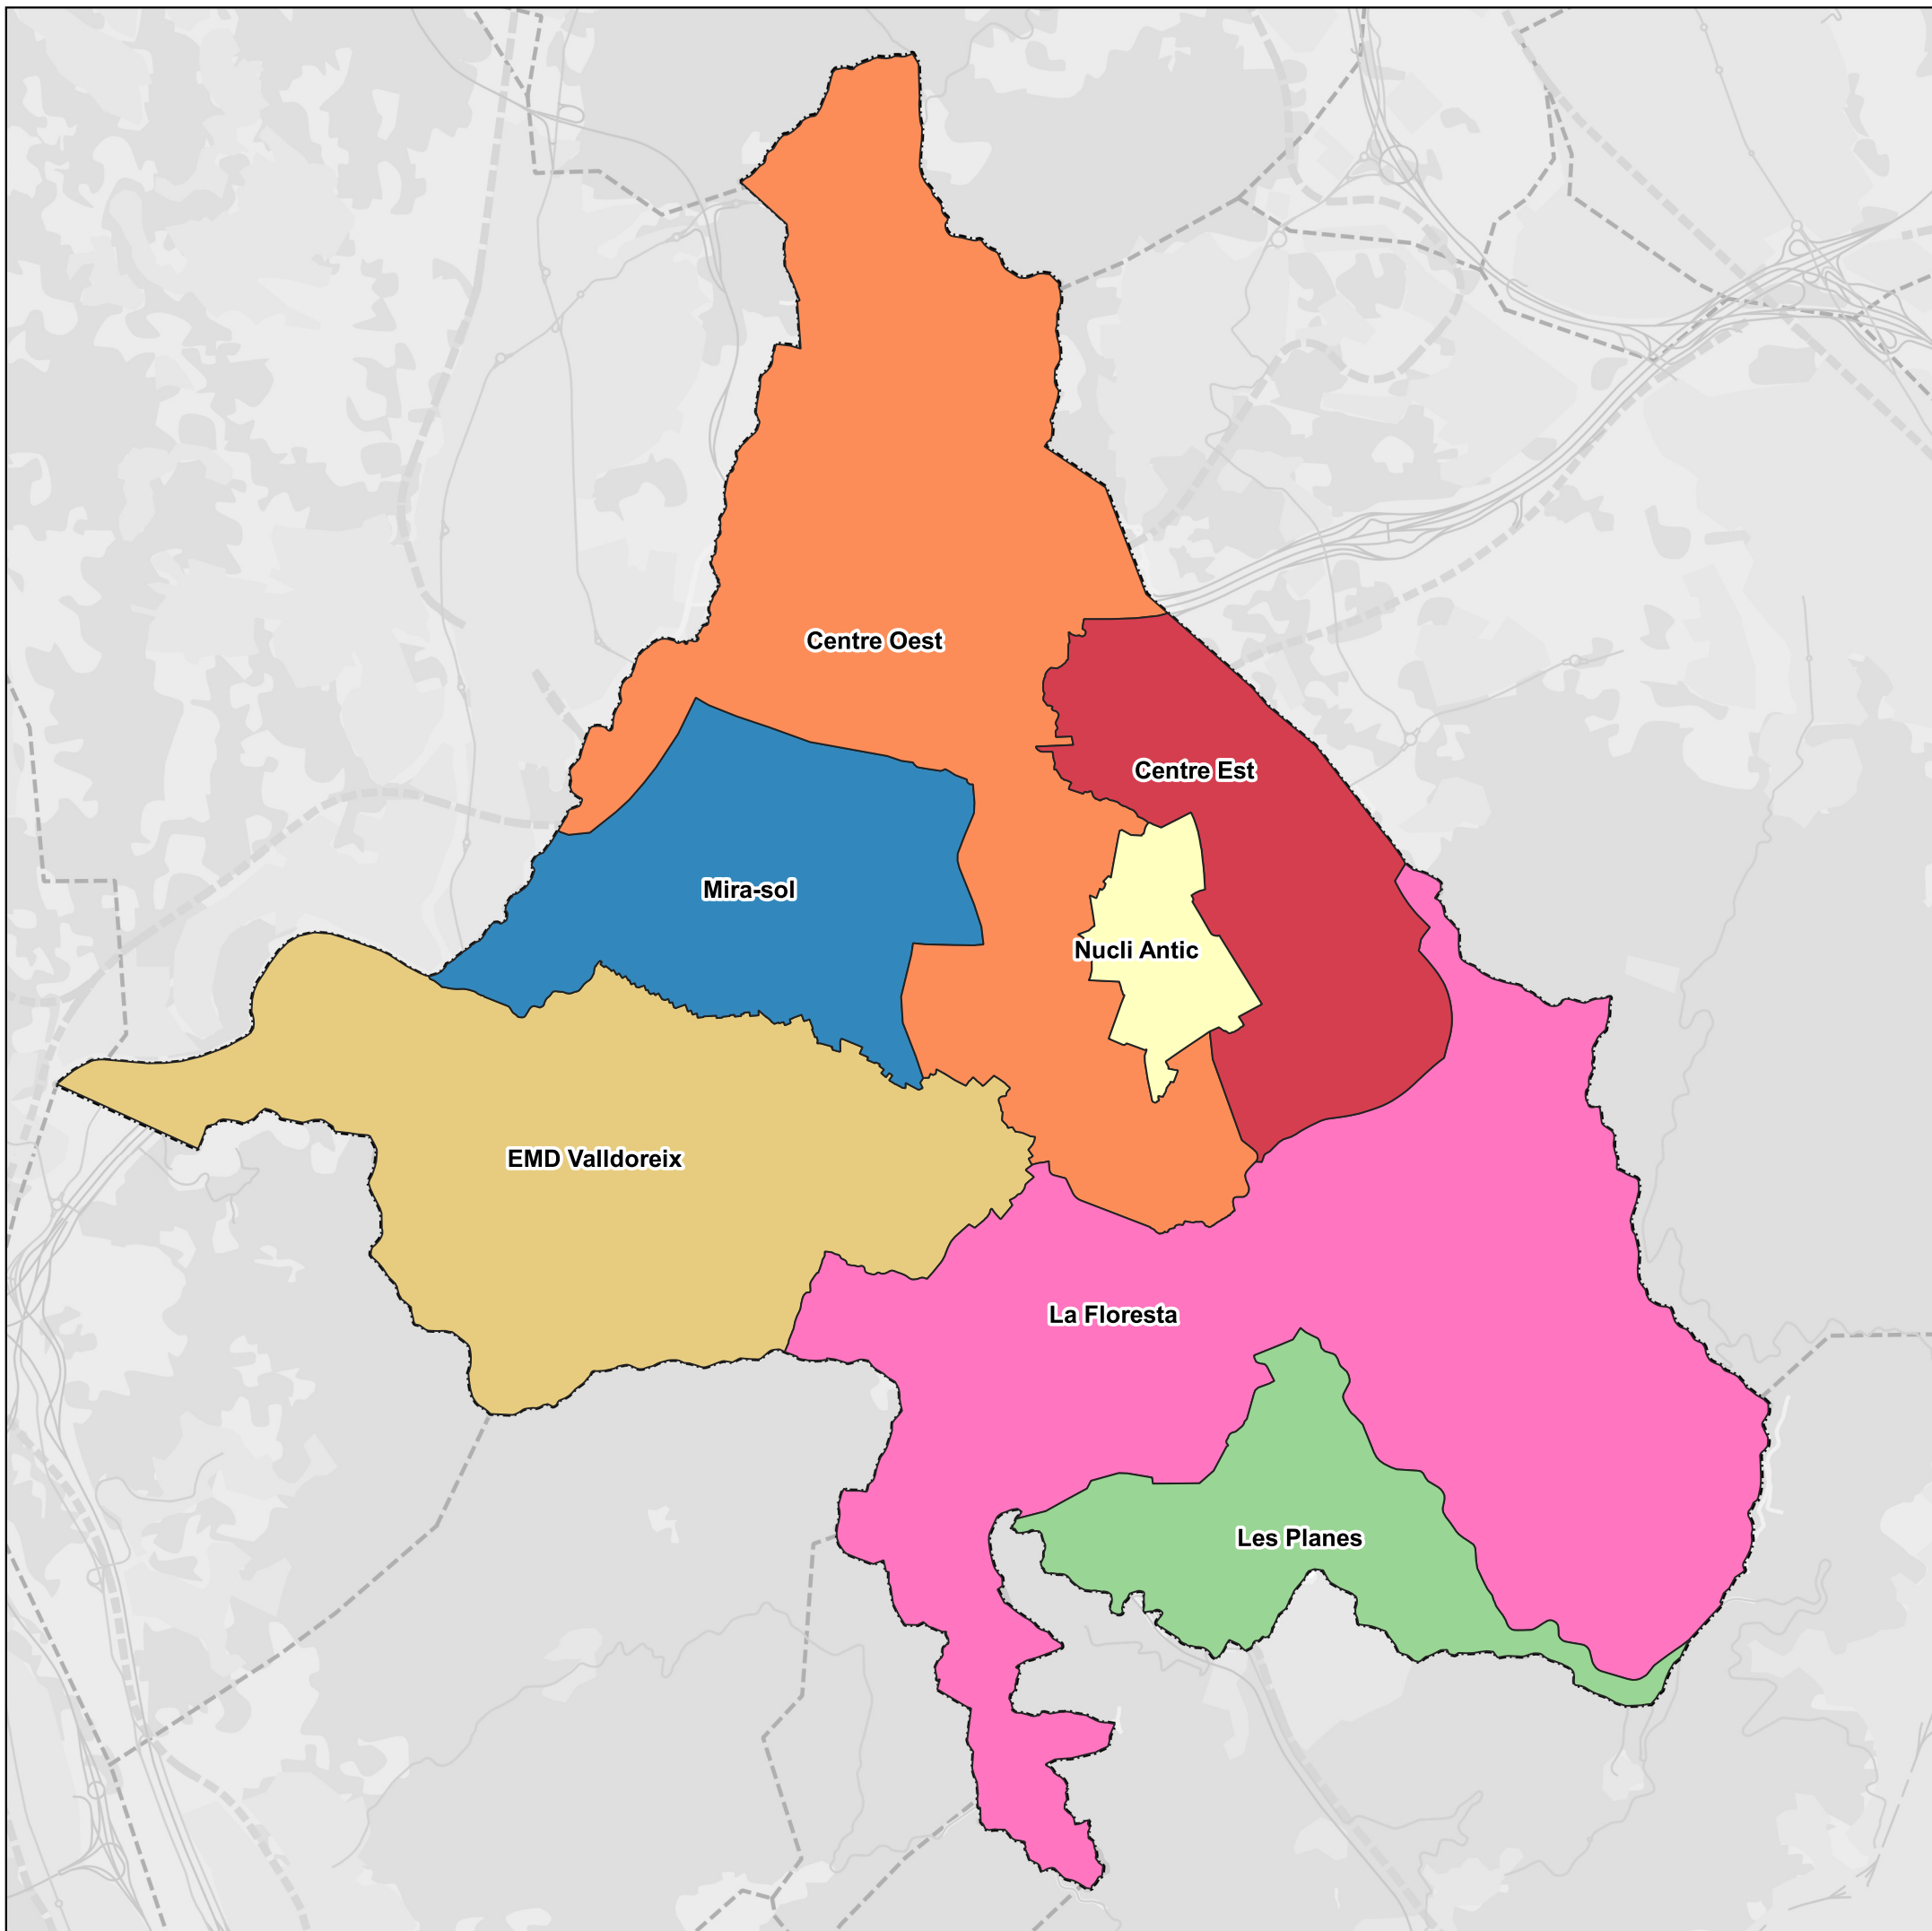 Centre Oest
Centre Est
Mira-sol
Nucli Antic
EMD Valldoreix
La Floresta
Les Planes